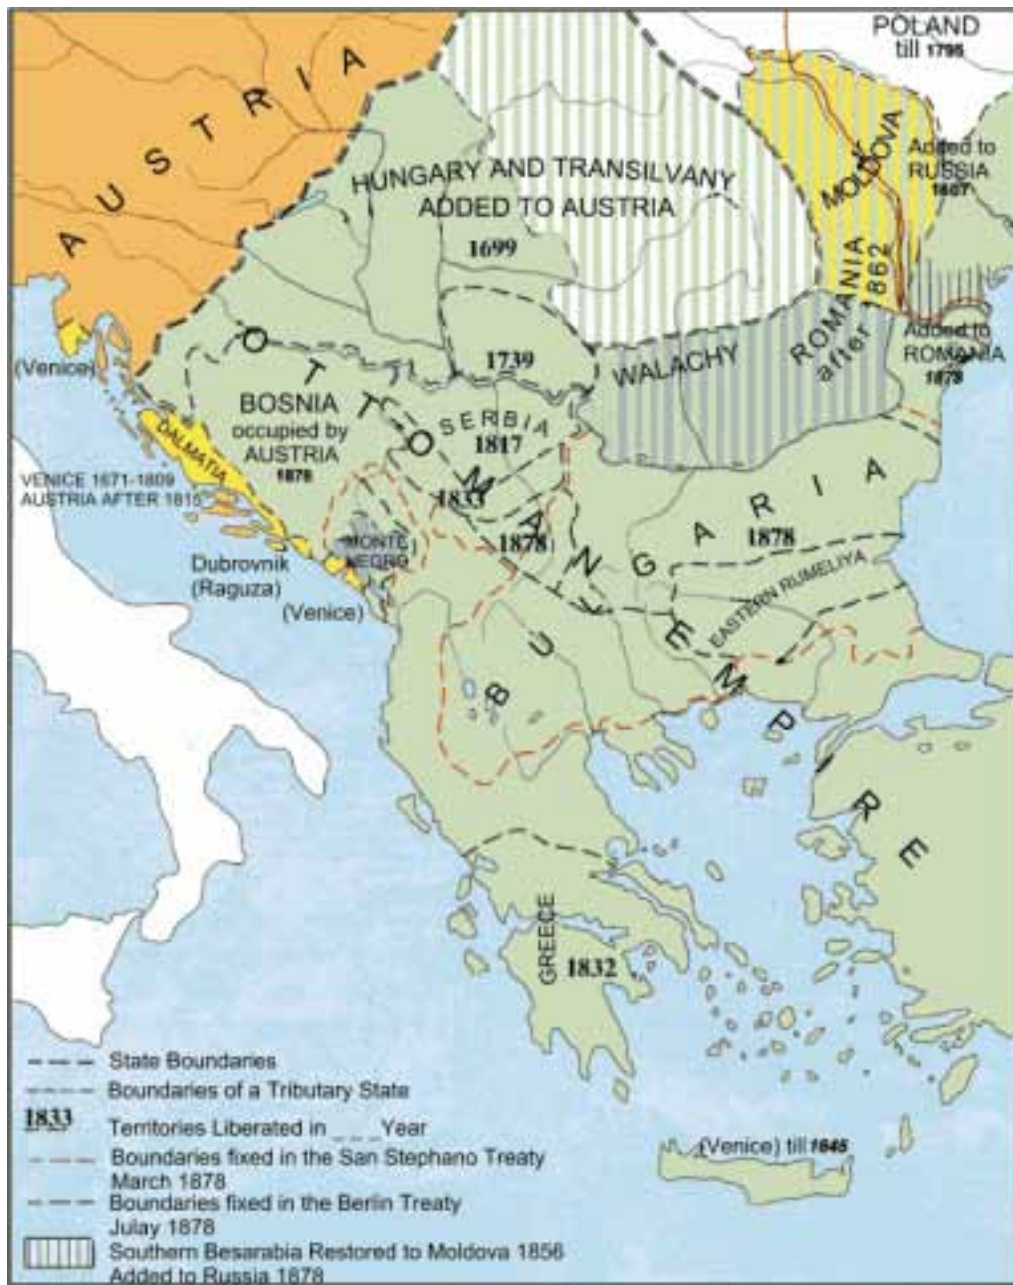 POLAND
till 1795
AUSTRIA
HUNGARY AND TRANSILVANY
ADDED TO AUSTRIA
1699
MOLDOVA
Added to
RUSSIA
ROMANIA
1862
Added to
ROMANIA
1878
WALACHY
ROMANIA
after
1739
(Venice)
OTTOMAN EMPIRE
BOSNIA
occupied by
AUSTRIA
1878
SERBIA
1817
1833
1878
DALMATIA
VENICE 1671-1809
AUSTRIA AFTER 1815
MONTE
NEGRO
Dubrovnik
(Raguza)
(Venice)
BULGARIA
1878
EASTERN RUMELIYA
GREECE
1832
(Venice) till
State Boundaries
Boundaries of a Tributary State
1833 Territories Liberated in _ _ _ Year
Boundaries fixed in the San Stephano Treaty
March 1878
Boundaries fixed in the Berlin Treaty
Julay 1878
Southern Besarabia Restored to Moldova 1856
Added to Russia 1878